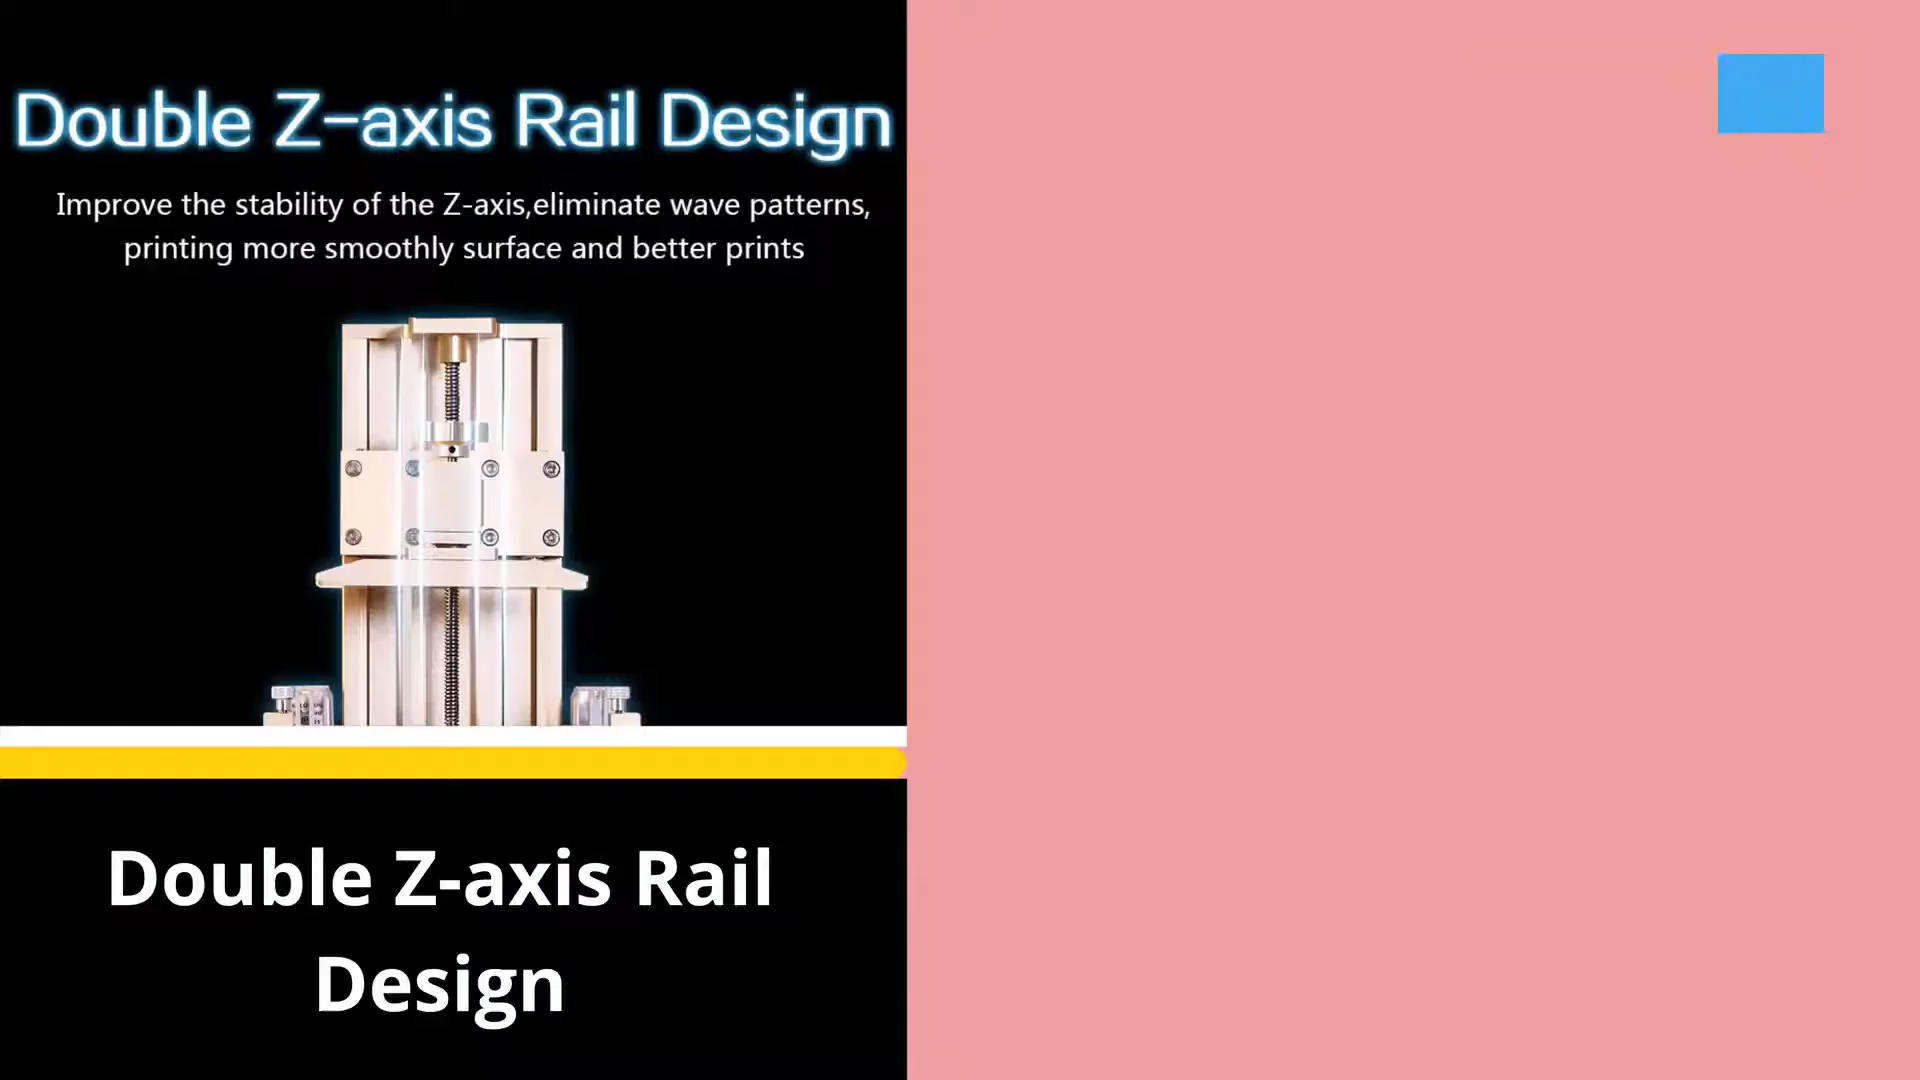 Double Z-axis Rail Design
Improve the stability of the Z-axis,eliminate wave patterns,
printing more smoothly surface and better prints
Double Z-axis Rail
Design